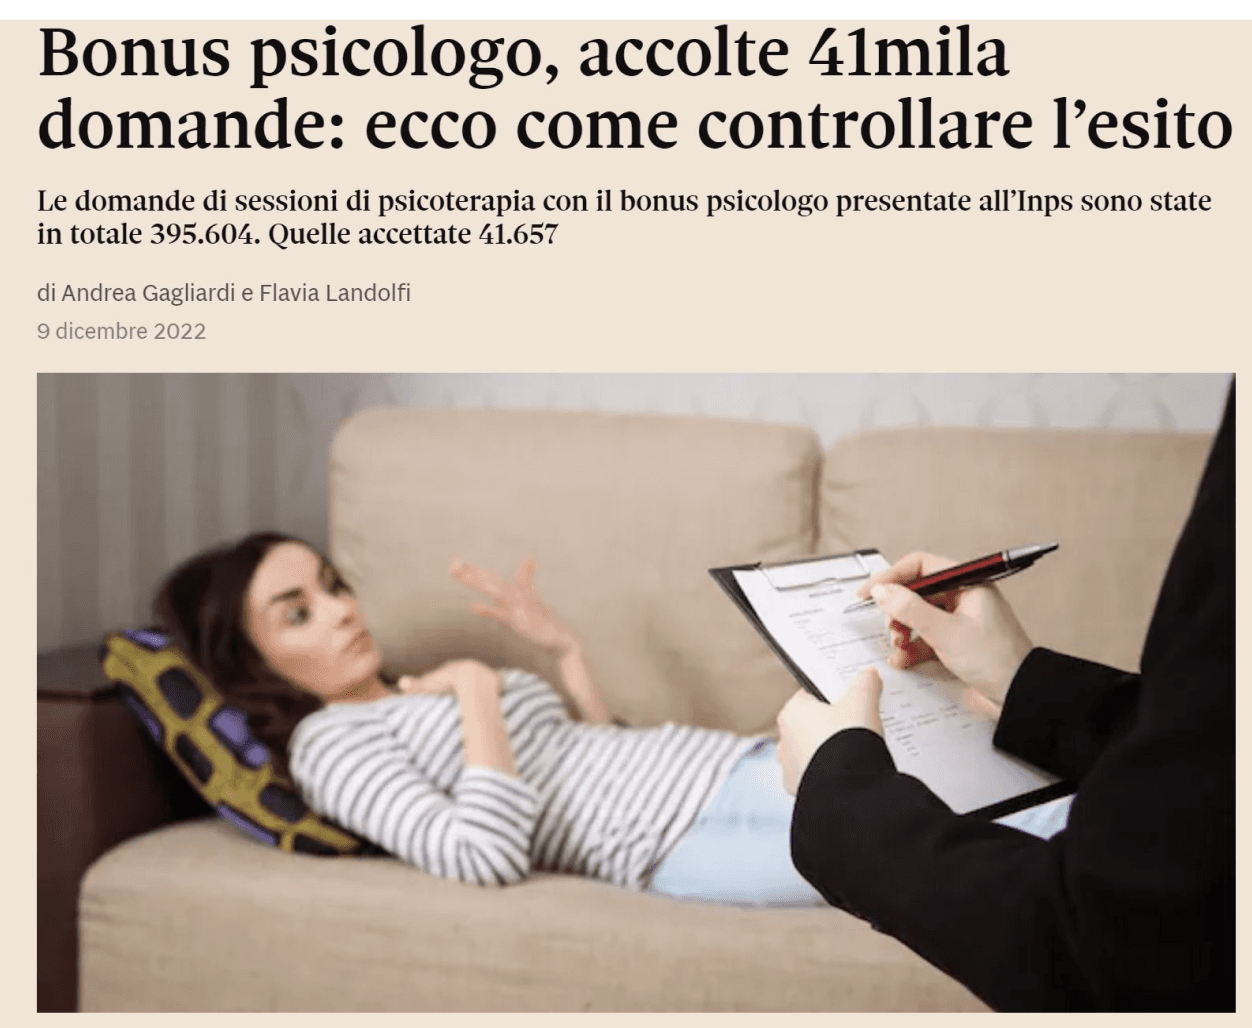 Bonus psicologo, accolte 41mila
domande: ecco come controllare l’esito
Le domande di sessioni di psicoterapia con il bonus psicologo presentate all’Inps sono state
in totale 395.604. Quelle accettate 41.657
di Andrea Gagliardi e Flavia Landolfi
9 dicembre 2022